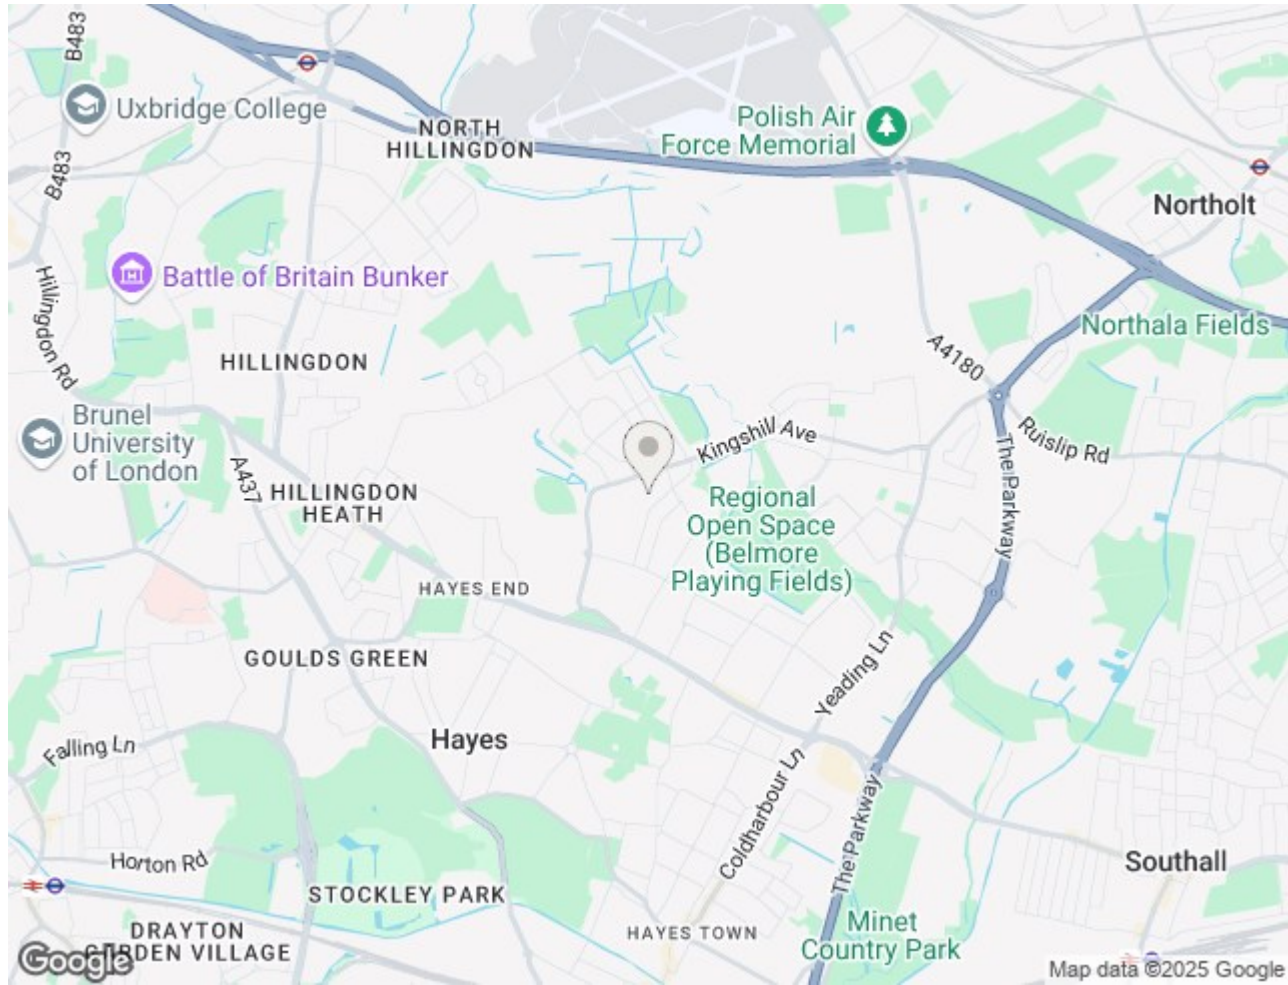 B483
Uxbridge College
NORTH
HILLINGDON
Polish Air
Force Memorial
B483
Northolt
Hillingdon Rd
Battle of Britain Bunker
Northala Fields
HILLINGDON
A4180
Brunel
University
of London
Kingshill Ave
Ruislip Rd
A437
HILLINGDON
HEATH
The Parkway
Regional
Open Space
(Belmore
Playing Fields)
HAYES END
GOULDS GREEN
Yeading Ln
Falling Ln
Hayes
Coldharbour Ln
The Parkway
Horton Rd
Southall
STOCKLEY PARK
DRAYTON
GARDEN VILLAGE
HAYES TOWN
Minet
Country Park
Google
Map data ©2025 Google